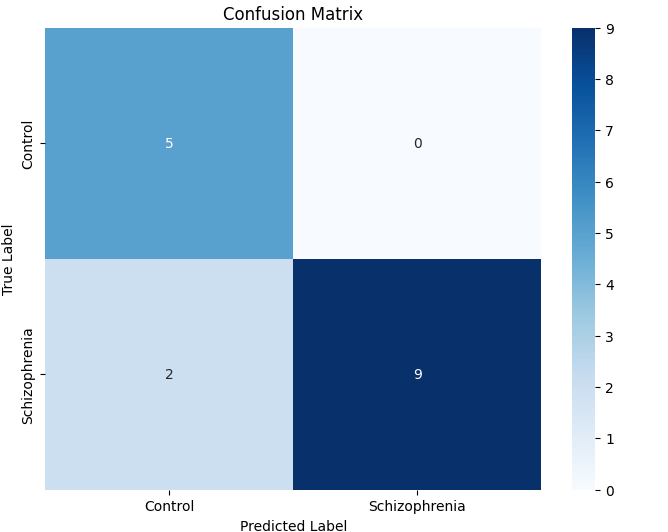 Confusion Matrix
True Label
Control
Schizophrenia
5
0
2
9
Control
Schizophrenia
Predicted Label
9
8
7
6
5
4
3
2
1
0